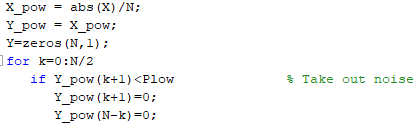 X_pow = abs(X)/N;
Y_pow = X_pow;
Y=zeros(N,1);
for k=0:N/2
if Y_pow(k+1)<Plow % Take out noise
Y_pow(k+1)=0;
Y_pow(N-k)=0;